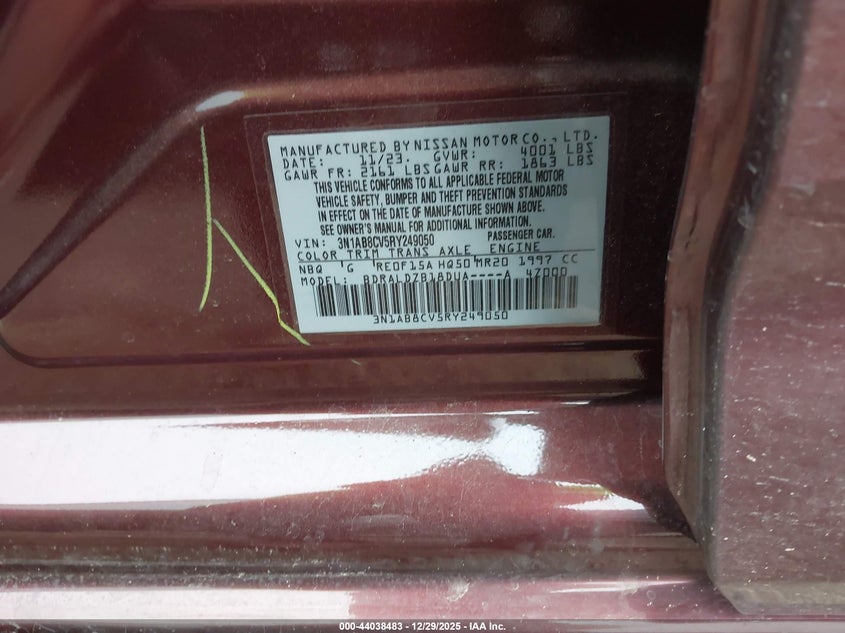 MANUFACTURED BY NISSAN MOTOR CO., LTD.
DATE: 11/23. GVWR: 4001 LBS
GAWR FR: 2161 LBS GAWR RR: 1863 LBS
THIS VEHICLE CONFORMS TO ALL APPLICABLE FEDERAL MOTOR
VEHICLE SAFETY, BUMPER AND THEFT PREVENTION STANDARDS
IN EFFECT ON THE DATE OF MANUFACTURE SHOWN ABOVE.
SEE OWNER'S MANUAL FOR ADDITIONAL INFORMATION.
VIN: 3N1AB8CV5RY249050 PASSENGER CAR.
COLOR TRIM TRANS AXLE ENGINE
NBQ G RE0F15A HQ50 MR20 1997 CC
MODEL: BDRALDZB18DUA----A 47000
3N1AB8CV5RY249050
000-44038483 - 12/29/2025 - IAA Inc.